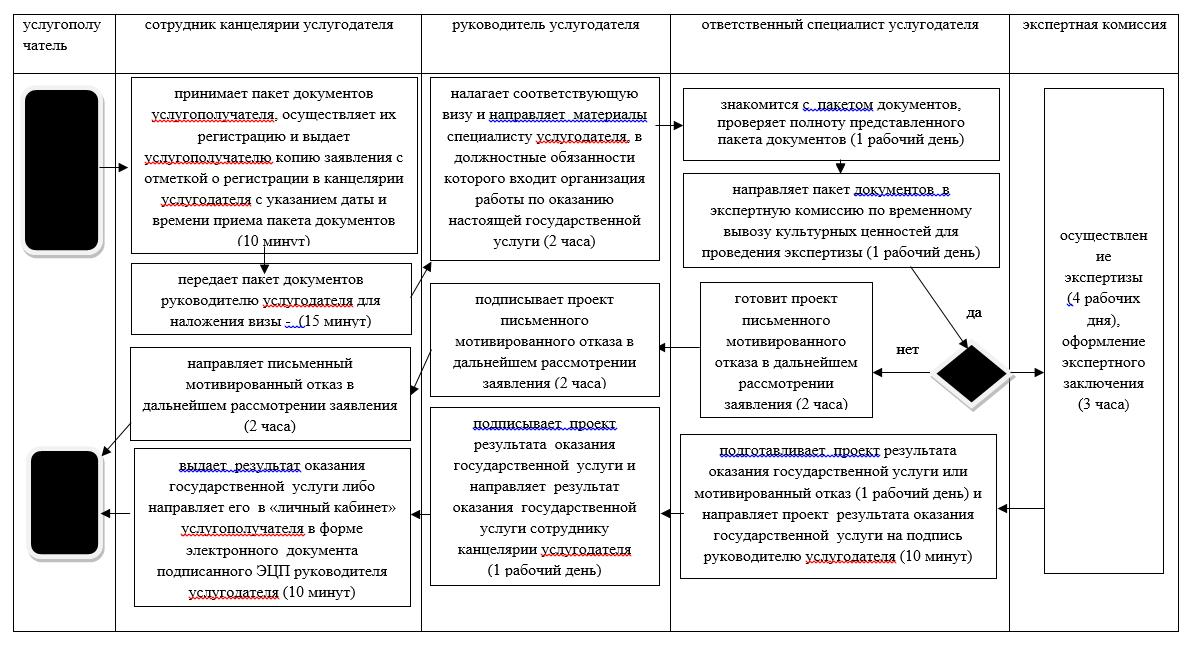 услугополу
чатель
сотрудник канцелярии услугодателя
руководитель услугодателя
ответственный специалист услугодателя
экспертная комиссия
принимает пакет документов
услугополучателя, осуществляет их
регистрацию и выдает
услугополучателю копию заявления с
отметкой о регистрации в канцелярии
услугодателя с указанием даты и
времени приема пакета документов
(10 минут)
передает пакет документов
руководителю услугодателя для
наложения визы - (15 минут)
направляет письменный
мотивированный отказ в
дальнейшем рассмотрении заявления
(2 часа)
выдает результат оказания
государственной услуги либо
направляет его в «личный кабинет»
услугополучателя в форме
электронного документа
подписанного ЭЦП руководителя
услугодателя (10 минут)
налагает соответствующую
визу и направляет материалы
специалисту услугодателя, в
должностные обязанности
которого входит организация
работы по оказанию
настоящей государственной
услуги (2 часа)
подписывает проект
письменного
мотивированного отказа в
дальнейшем рассмотрении
заявления (2 часа)
подписывает проект
результата оказания
государственной услуги и
направляет результат
оказания государственной
услуги сотруднику
канцелярии услугодателя
(1 рабочий день)
знакомится с пакетом документов,
проверяет полноту представленного
пакета документов (1 рабочий день)
направляет пакет документов в
экспертную комиссию по временному
вывозу культурных ценностей для
проведения экспертизы (1 рабочий день)
да
нет
готовит проект
письменного
мотивированного
отказа в дальнейшем
рассмотрении
заявления (2 часа)
подготавливает проект результата
оказания государственной услуги или
мотивированный отказ (1 рабочий день) и
направляет проект результата оказания
государственной услуги на подпись
руководителю услугодателя (10 минут)
осуществлен
ие
экспертизы
(4 рабочих
дня),
оформление
экспертного
заключения
(3 часа)